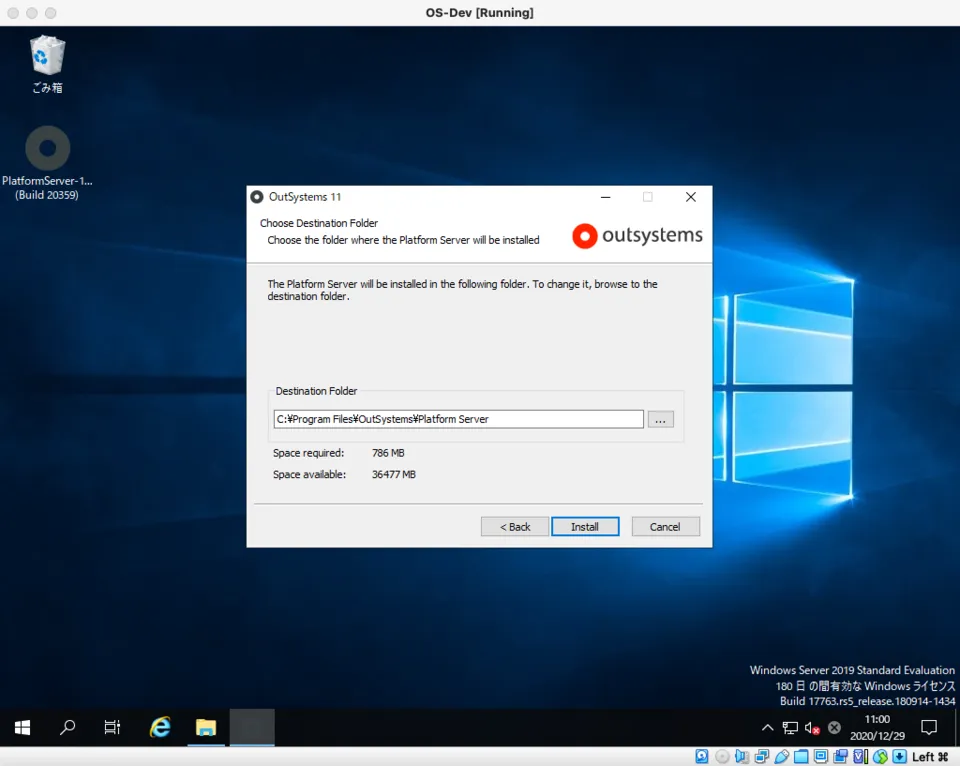 OS-Dev [Running]
ごみ箱
PlatformServer-1...
(Build 20359)
OutSystems 11
Choose Destination Folder
Choose the folder where the Platform Server will be installed
outsystems
The Platform Server will be installed in the following folder. To change it, browse to the
destination folder.
Destination Folder
C:¥Program Files¥OutSystems¥Platform Server
...
Space required: 786 MB
Space available: 36477 MB
< Back Install Cancel
Windows Server 2019 Standard Evaluation
180 日 の間有効な Windows ライセンス
Build 17763.rs5_release.180914-1434
11:00
2020/12/29
Left ⌘